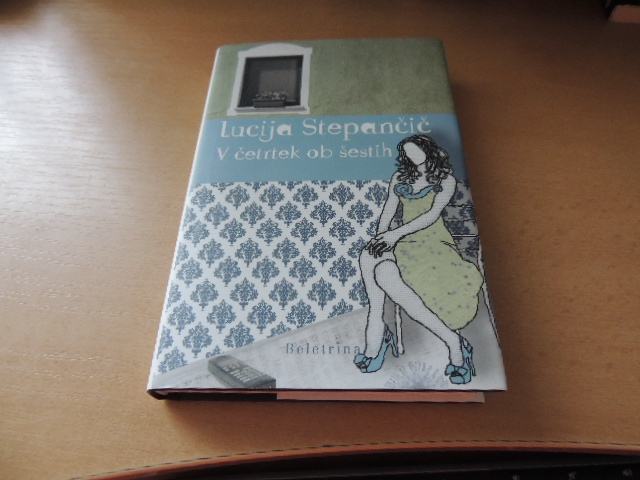 Lucija Stepančič
V četrtek ob šestih
Beletrina